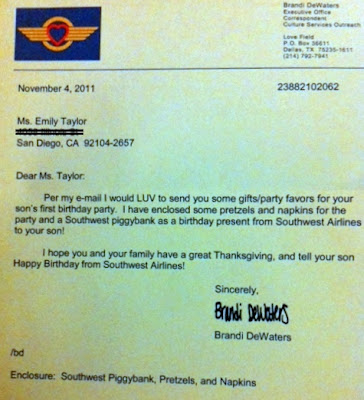 Brandi DeWaters
Executive Office
Correspondent
Culture Services Outreach
Love Field
P.O. Box 36611
Dallas, TX 75235-1611
(214) 792-7941
November 4, 2011
23882102062
Ms. Emily Taylor
San Diego, CA 92104-2657
Dear Ms. Taylor:
Per my e-mail I would LUV to send you some gifts/party favors for your
son's first birthday party. I have enclosed some pretzels and napkins for the
party and a Southwest piggybank as a birthday present from Southwest Airlines
to your son!
I hope you and your family have a great Thanksgiving, and tell your son
Happy Birthday from Southwest Airlines!
Sincerely,
Brandi DeWaters
Brandi DeWaters
/bd
Enclosure: Southwest Piggybank, Pretzels, and Napkins